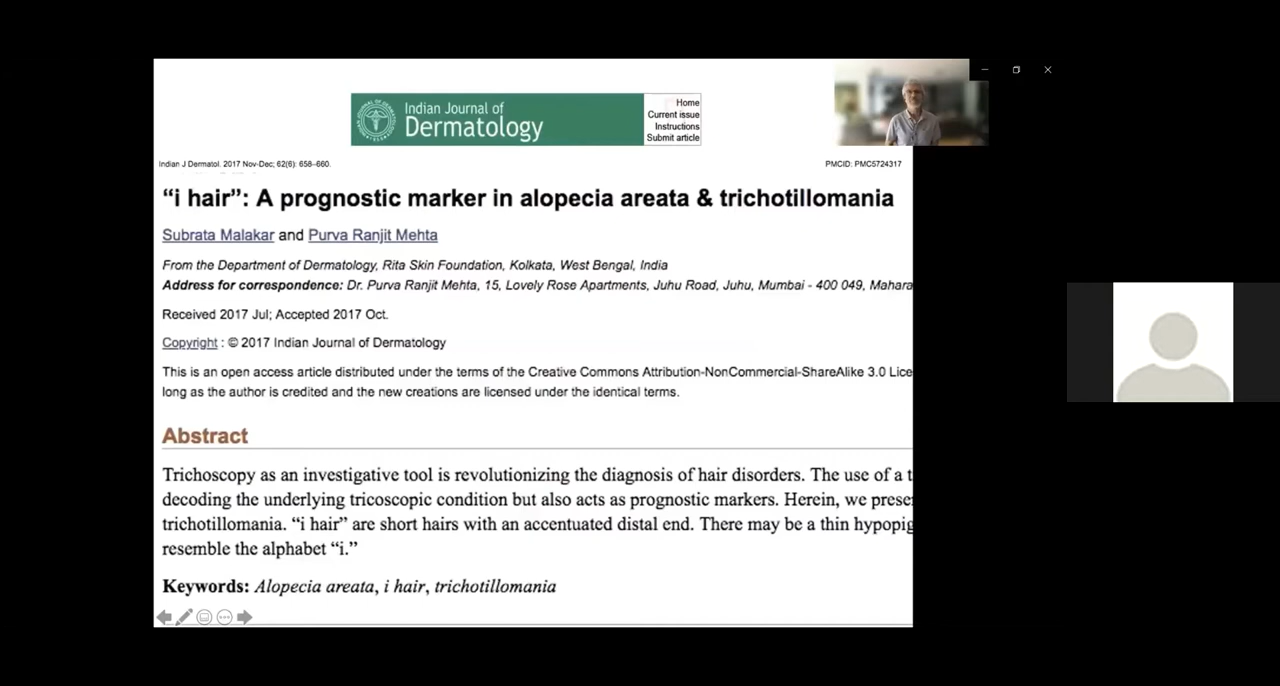 Indian Journal of
Dermatology
Home
Current issue
Instructions
Submit article
Indian J Dermatol. 2017 Nov-Dec; 62(6): 658–660.
PMCID: PMC5724317
“i hair”: A prognostic marker in alopecia areata & trichotillomania
Subrata Malakar and Purva Ranjit Mehta
From the Department of Dermatology, Rita Skin Foundation, Kolkata, West Bengal, India
Address for correspondence: Dr. Purva Ranjit Mehta, 15, Lovely Rose Apartments, Juhu Road, Juhu, Mumbai - 400 049, Mahara
Received 2017 Jul; Accepted 2017 Oct.
Copyright : © 2017 Indian Journal of Dermatology
This is an open access article distributed under the terms of the Creative Commons Attribution-NonCommercial-ShareAlike 3.0 Lice
long as the author is credited and the new creations are licensed under the identical terms.
Abstract
Trichoscopy as an investigative tool is revolutionizing the diagnosis of hair disorders. The use of a t
decoding the underlying tricoscopic condition but also acts as prognostic markers. Herein, we prese
trichotillomania. “i hair” are short hairs with an accentuated distal end. There may be a thin hypopig
resemble the alphabet “i.”
Keywords: Alopecia areata, i hair, trichotillomania